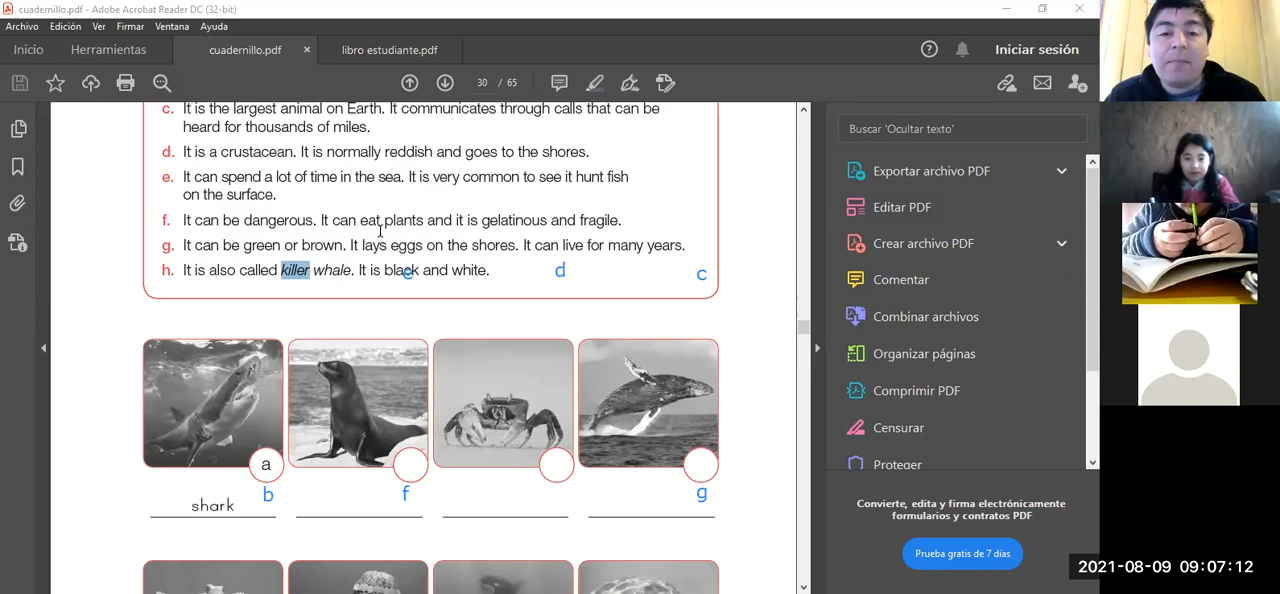 cuadernillo.pdf - Adobe Acrobat Reader DC (32-bit)
Archivo Edición Ver Firmar Ventana Ayuda
Inicio Herramientas cuadernillo.pdf × libro estudiante.pdf Iniciar sesión
30 / 65
c. It is the largest animal on Earth. It communicates through calls that can be
heard for thousands of miles.
d. It is a crustacean. It is normally reddish and goes to the shores.
e. It can spend a lot of time in the sea. It is very common to see it hunt fish
on the surface.
f. It can be dangerous. It can eat plants and it is gelatinous and fragile.
g. It can be green or brown. It lays eggs on the shores. It can live for many years.
h. It is also called killer whale. It is black and white.
e d c
a
b f g
shark
Buscar 'Ocultar texto'
Exportar archivo PDF
Editar PDF
Crear archivo PDF
Comentar
Combinar archivos
Organizar páginas
Comprimir PDF
Censurar
Proteger
Convierte, edita y firma electrónicamente
formularios y contratos PDF
Prueba gratis de 7 días
2021-08-09 09:07:12